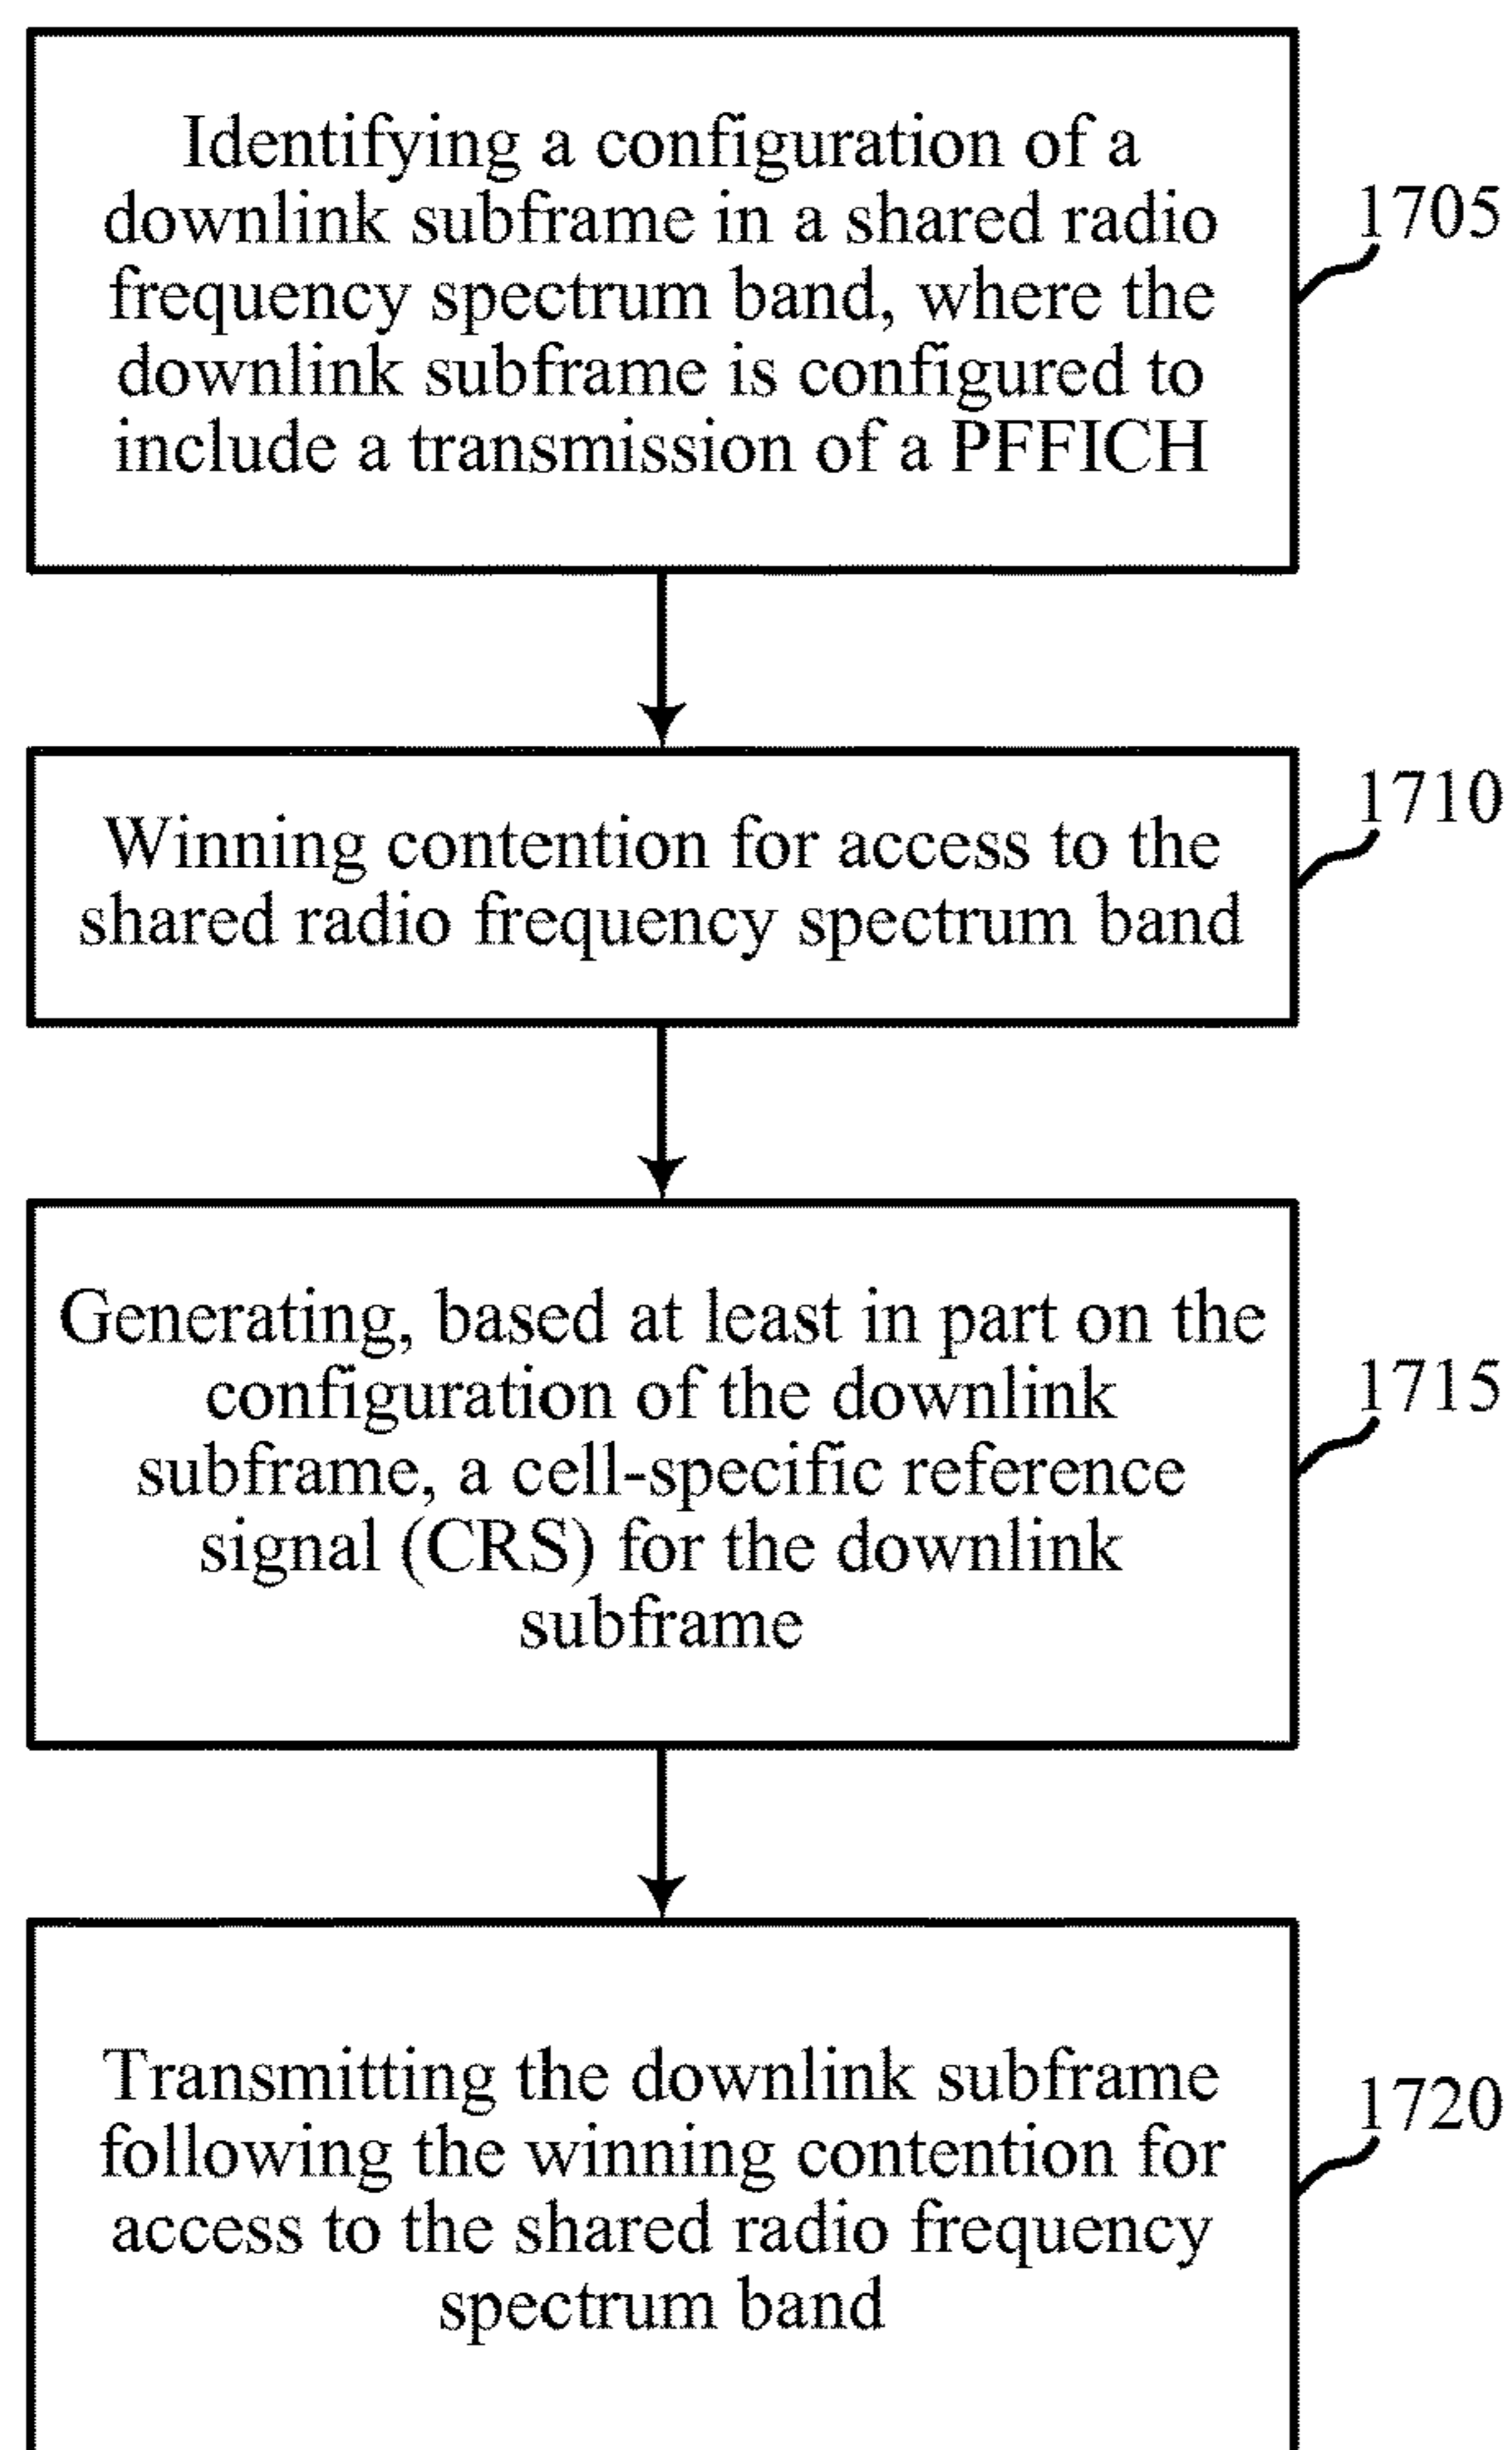 Identifying a configuration of a
downlink subframe in a shared radio
frequency spectrum band, where the
downlink subframe is configured to
include a transmission of a PFFICH
1705
Winning contention for access to the
shared radio frequency spectrum band
1710
Generating, based at least in part on the
configuration of the downlink
subframe, a cell-specific reference
signal (CRS) for the downlink
subframe
1715
Transmitting the downlink subframe
following the winning contention for
access to the shared radio frequency
spectrum band
1720